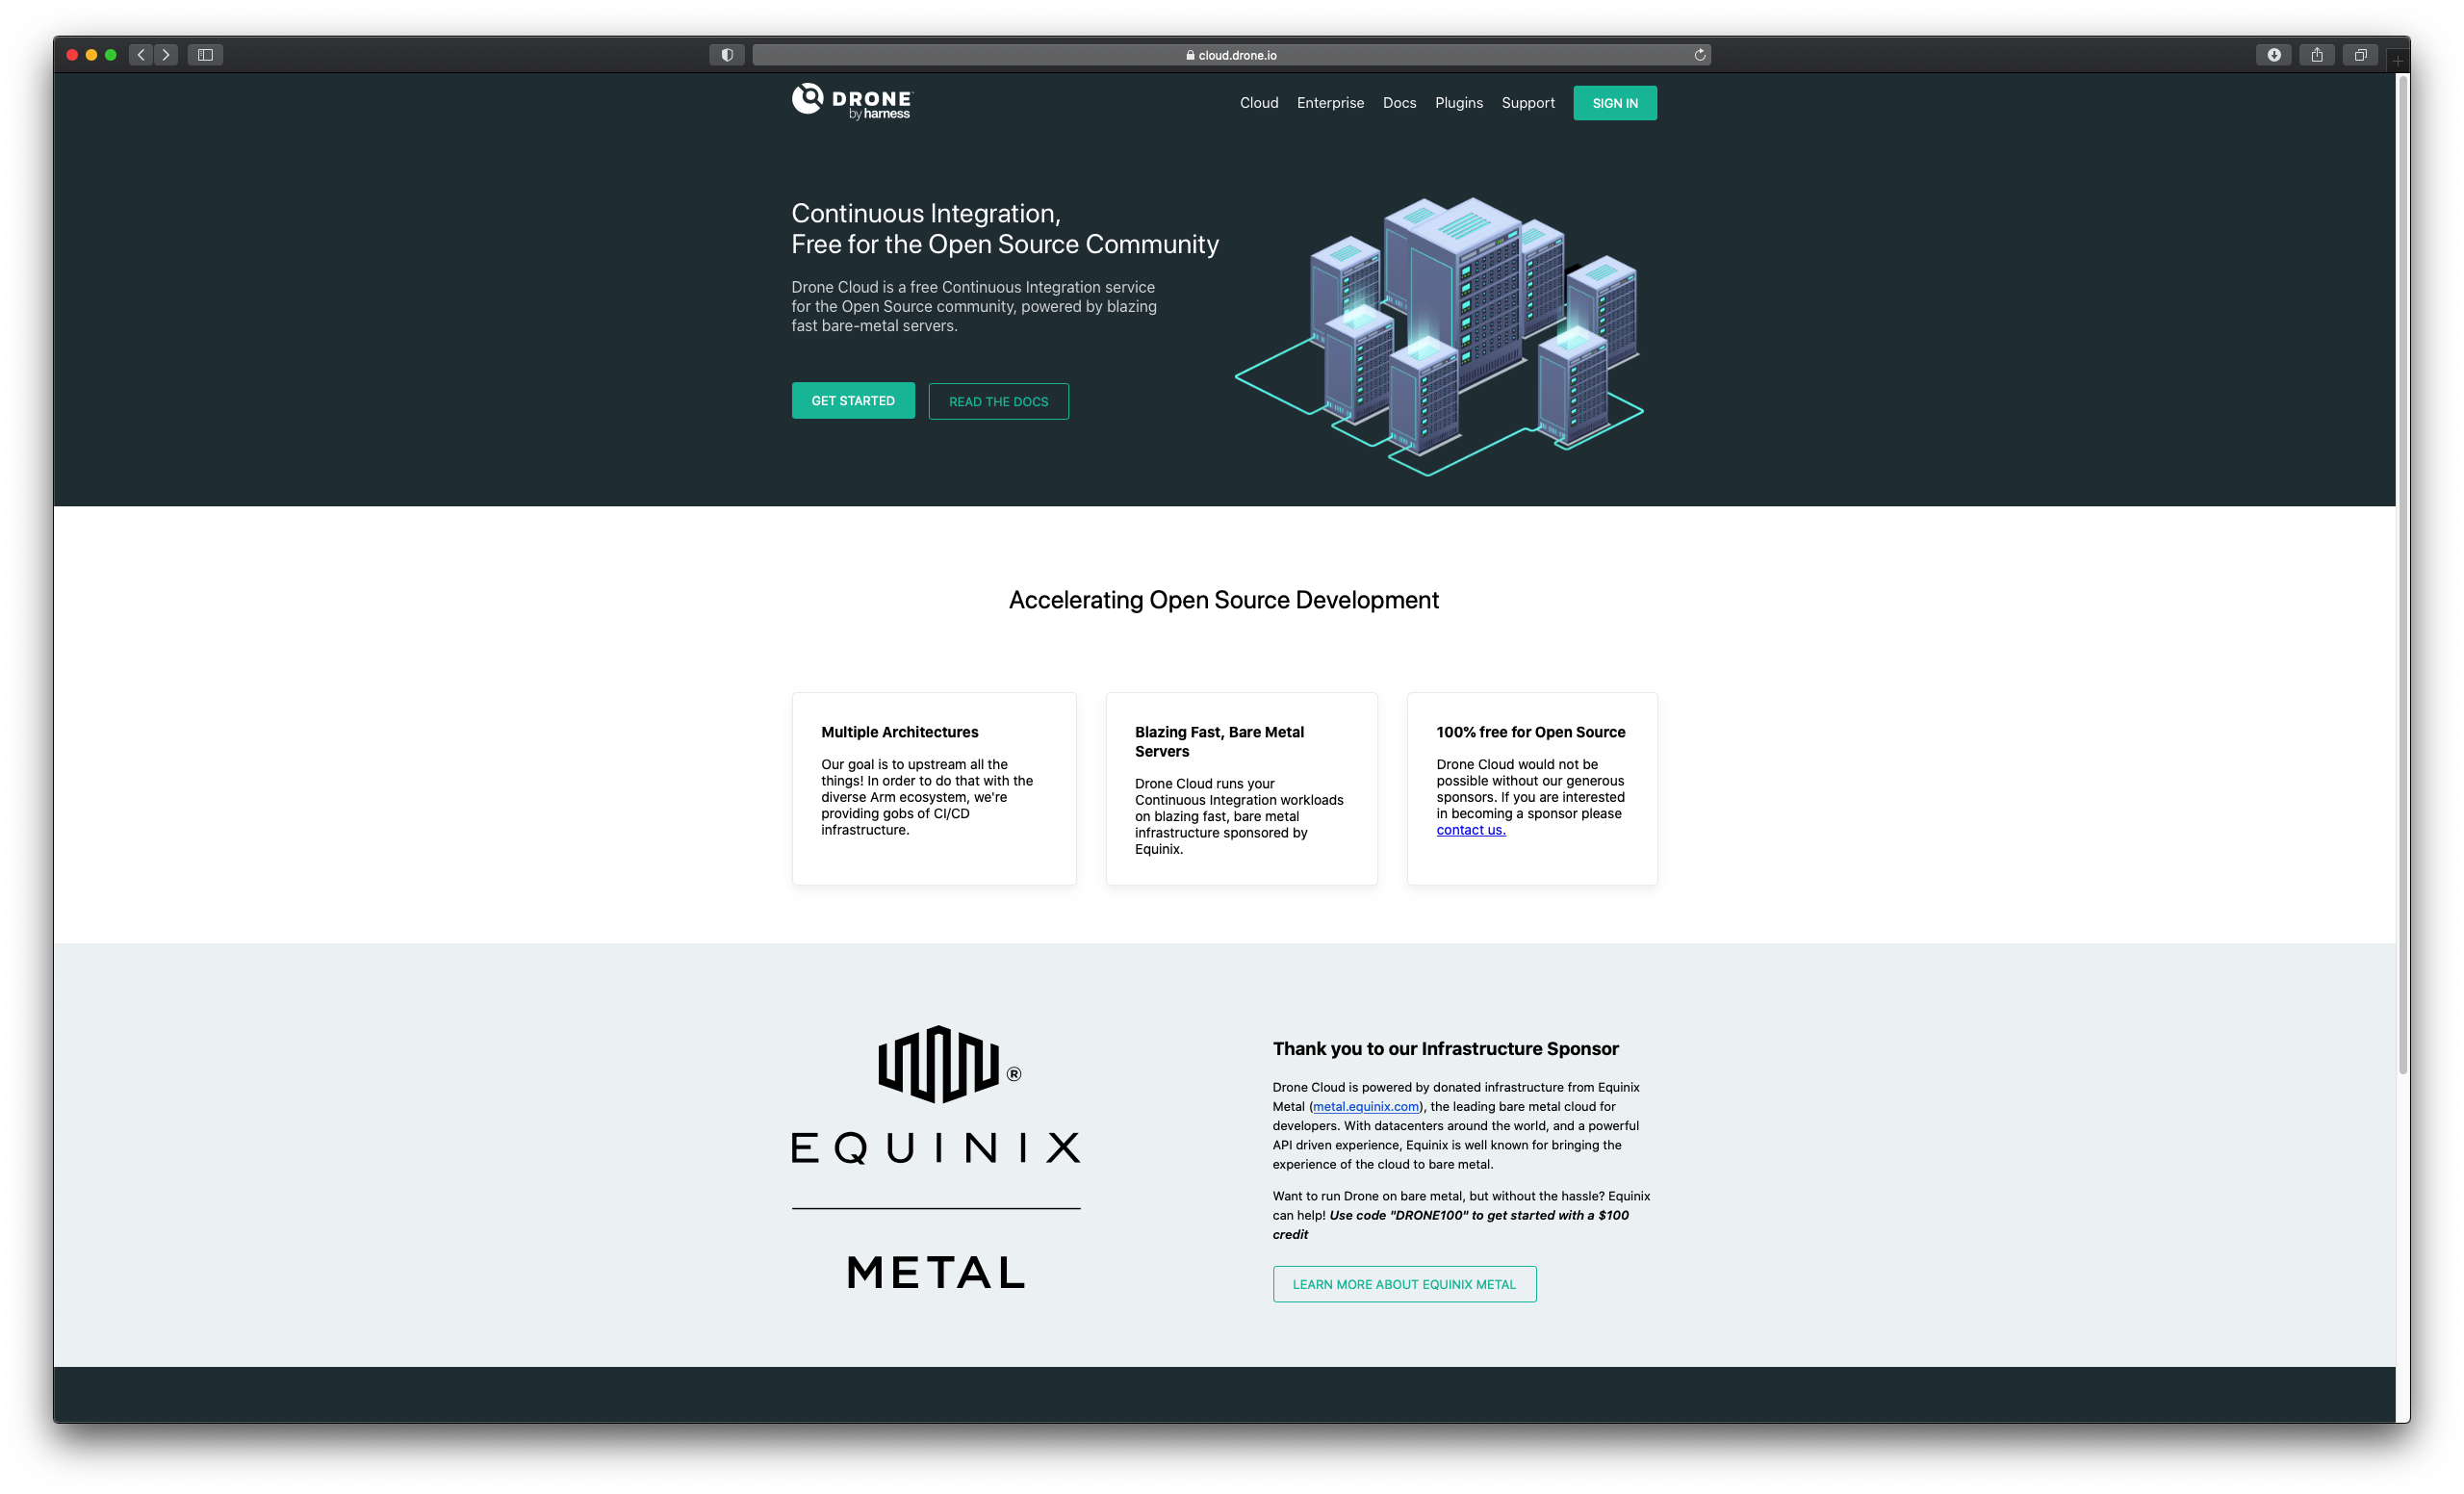 cloud.drone.io
DRONE™
by harness
Cloud Enterprise Docs Plugins Support SIGN IN
Continuous Integration,
Free for the Open Source Community
Drone Cloud is a free Continuous Integration service
for the Open Source community, powered by blazing
fast bare-metal servers.
GET STARTED READ THE DOCS
Accelerating Open Source Development
Multiple Architectures
Our goal is to upstream all the
things! In order to do that with the
diverse Arm ecosystem, we're
providing gobs of CI/CD
infrastructure.
Blazing Fast, Bare Metal
Servers
Drone Cloud runs your
Continuous Integration workloads
on blazing fast, bare metal
infrastructure sponsored by
Equinix.
100% free for Open Source
Drone Cloud would not be
possible without our generous
sponsors. If you are interested
in becoming a sponsor please
contact us.
®
EQUINIX
METAL
Thank you to our Infrastructure Sponsor
Drone Cloud is powered by donated infrastructure from Equinix
Metal (metal.equinix.com), the leading bare metal cloud for
developers. With datacenters around the world, and a powerful
API driven experience, Equinix is well known for bringing the
experience of the cloud to bare metal.
Want to run Drone on bare metal, but without the hassle? Equinix
can help! Use code "DRONE100" to get started with a $100
credit
LEARN MORE ABOUT EQUINIX METAL